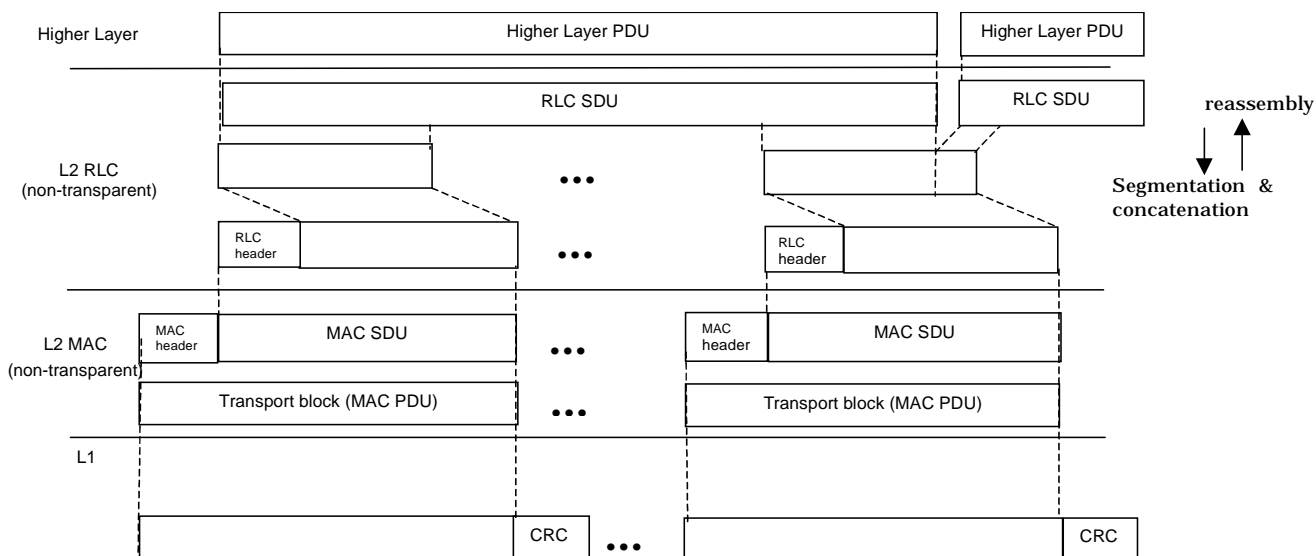 Higher Layer
Higher Layer PDU
Higher Layer PDU
RLC SDU
RLC SDU
reassembly
L2 RLC
(non-transparent)
•••
Segmentation &
concatenation
RLC
header
•••
RLC
header
L2 MAC
(non-transparent)
MAC
header
MAC SDU
•••
MAC
header
MAC SDU
Transport block (MAC PDU)
•••
Transport block (MAC PDU)
L1
CRC
•••
CRC